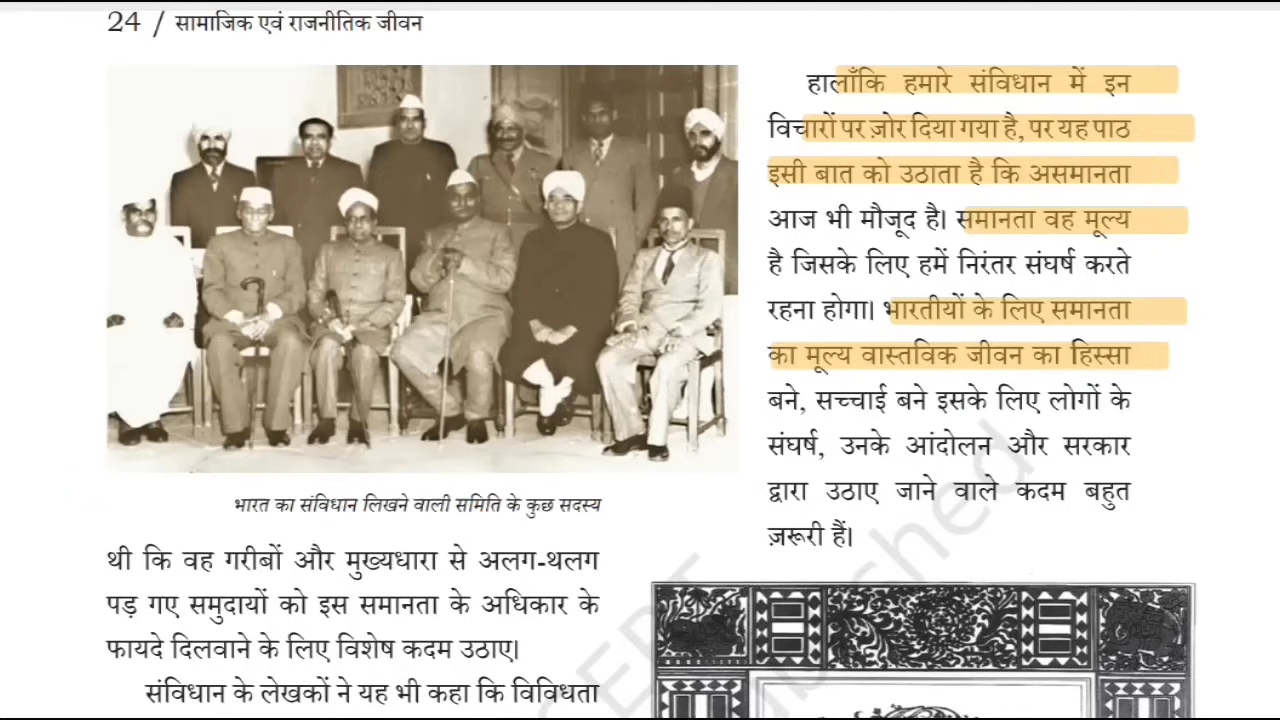 24 / सामाजिक एवं राजनीतिक जीवन
भारत का संविधान लिखने वाली समिति के कुछ सदस्य
थी कि वह गरीबों और मुख्यधारा से अलग-थलग
पड़ गए समुदायों को इस समानता के अधिकार के
फायदे दिलवाने के लिए विशेष कदम उठाए।
संविधान के लेखकों ने यह भी कहा कि विविधता
हालाँकि हमारे संविधान में इन
विचारों पर ज़ोर दिया गया है, पर यह पाठ
इसी बात को उठाता है कि असमानता
आज भी मौजूद है। समानता वह मूल्य
है जिसके लिए हमें निरंतर संघर्ष करते
रहना होगा। भारतीयों के लिए समानता
का मूल्य वास्तविक जीवन का हिस्सा
बने, सच्चाई बने इसके लिए लोगों के
संघर्ष, उनके आंदोलन और सरकार
द्वारा उठाए जाने वाले कदम बहुत
ज़रूरी हैं।